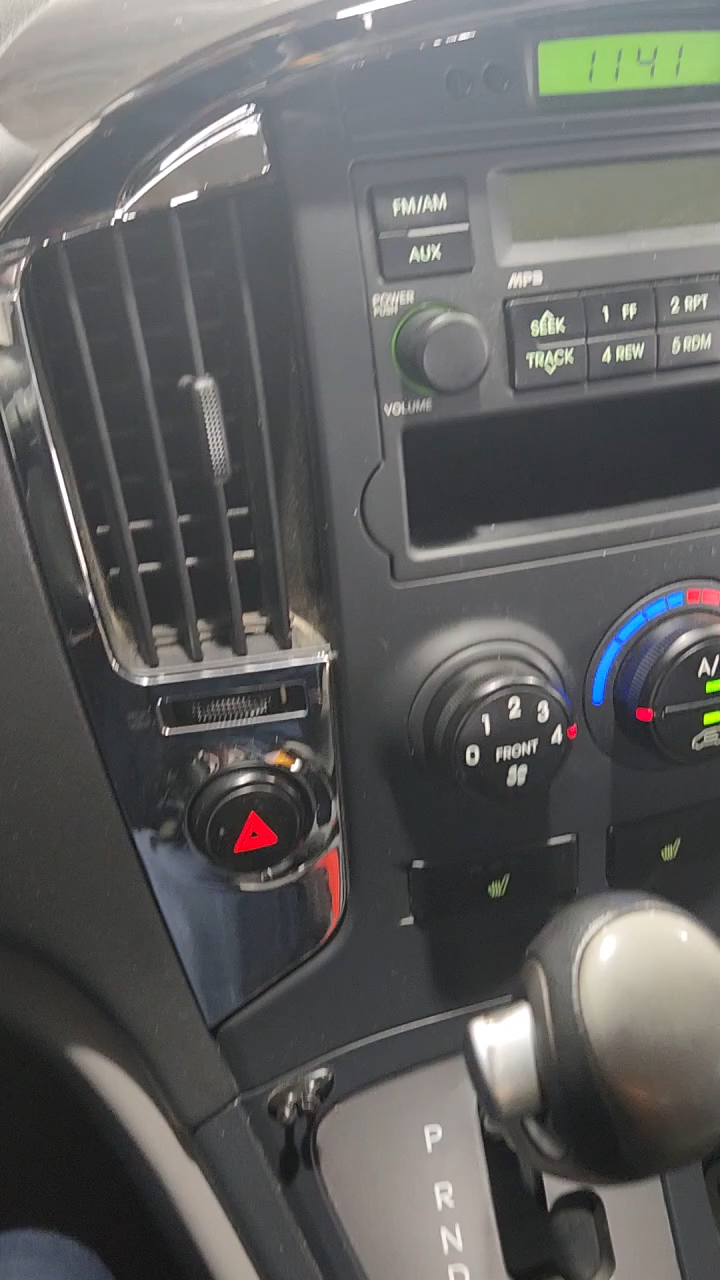 1141
FM/AM
AUX
MP3
POWER
PUSH
VOLUME
SEEK
TRACK
1 FF
2 RPT
4 REW
5 RDM
0 1 2 3 4
FRONT
A/
P
R
N
D